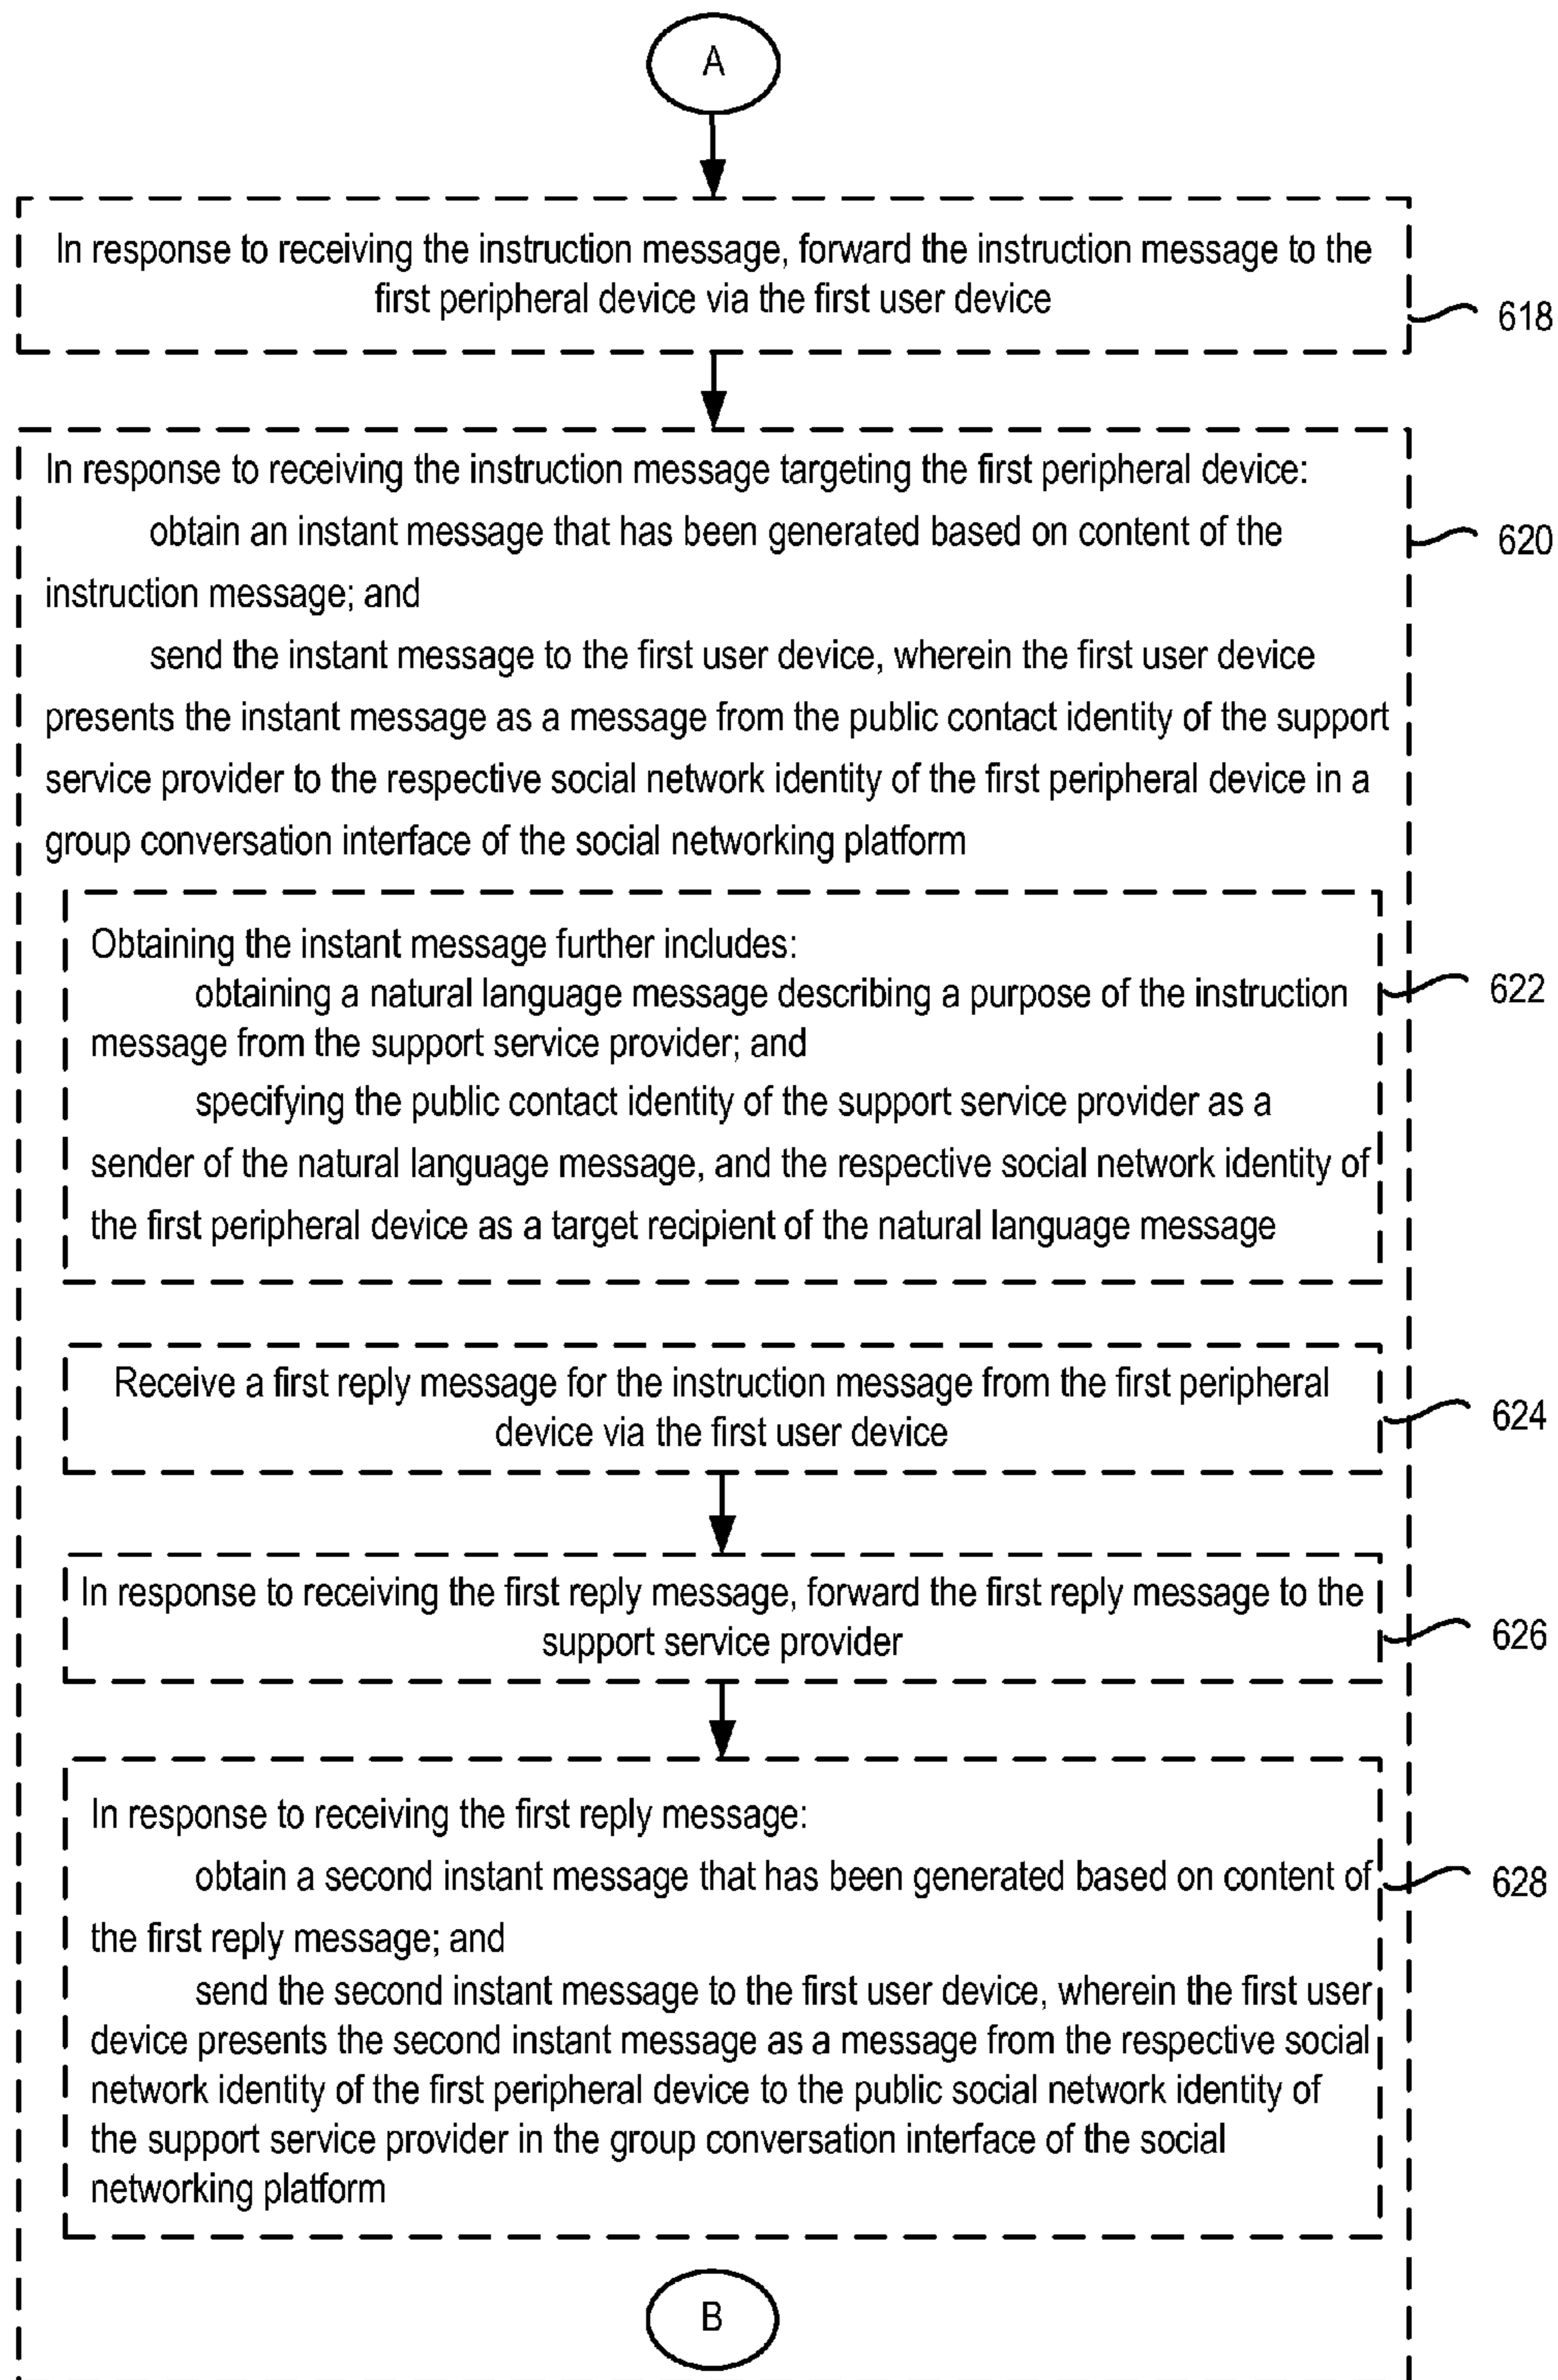 A
In response to receiving the instruction message, forward the instruction message to the
first peripheral device via the first user device
618
In response to receiving the instruction message targeting the first peripheral device:
obtain an instant message that has been generated based on content of the
620
instruction message; and
send the instant message to the first user device, wherein the first user device
presents the instant message as a message from the public contact identity of the support
service provider to the respective social network identity of the first peripheral device in a
group conversation interface of the social networking platform
Obtaining the instant message further includes:
obtaining a natural language message describing a purpose of the instruction
622
message from the support service provider; and
specifying the public contact identity of the support service provider as a
sender of the natural language message, and the respective social network identity of
the first peripheral device as a target recipient of the natural language message
Receive a first reply message for the instruction message from the first peripheral
device via the first user device
624
In response to receiving the first reply message, forward the first reply message to the
support service provider
626
In response to receiving the first reply message:
obtain a second instant message that has been generated based on content of
628
the first reply message; and
send the second instant message to the first user device, wherein the first user
device presents the second instant message as a message from the respective social
network identity of the first peripheral device to the public social network identity of
the support service provider in the group conversation interface of the social
networking platform
B